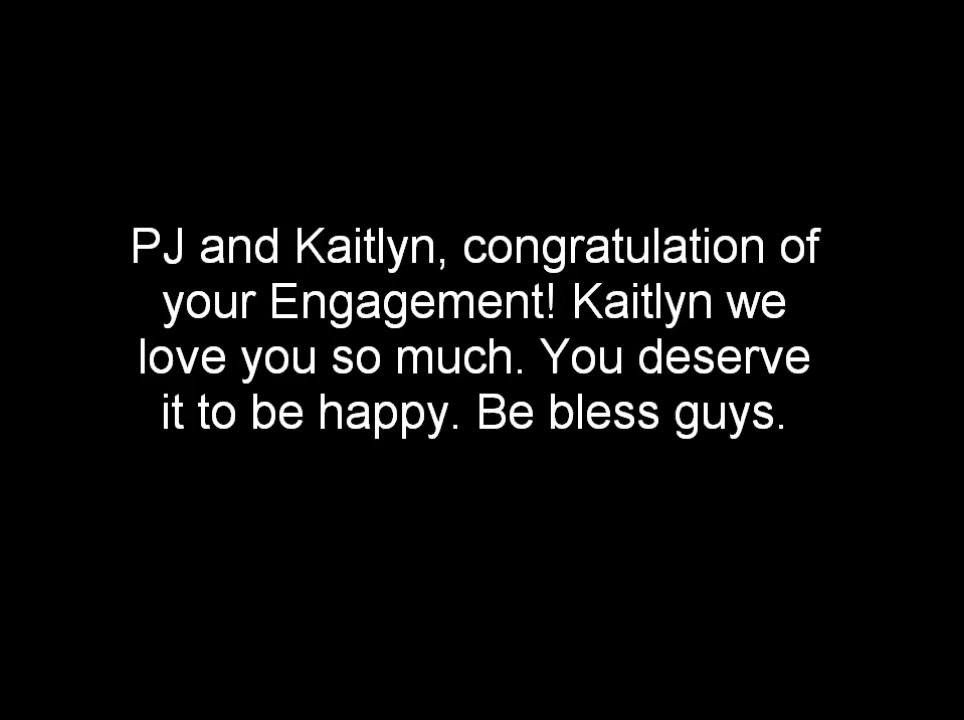 PJ and Kaitlyn, congratulation of
your Engagement! Kaitlyn we
love you so much. You deserve
it to be happy. Be bless guys.